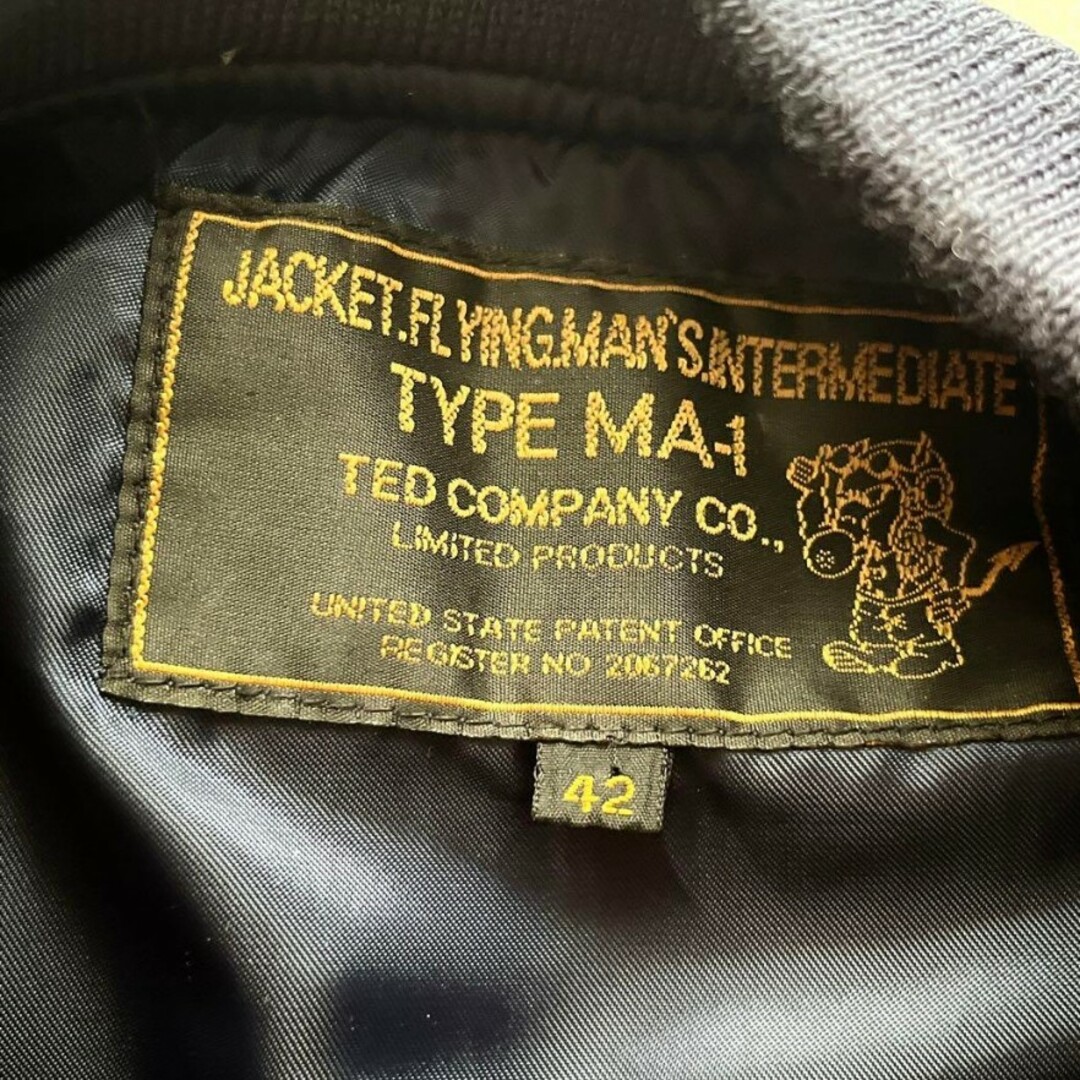 JACKET.FLYING.MAN'S.INTERMEDIATE
TYPE MA-1
TED COMPANY CO.,
LIMITED PRODUCTS
UNITED STATE PATENT OFFICE
REGISTER NO 2067262
42